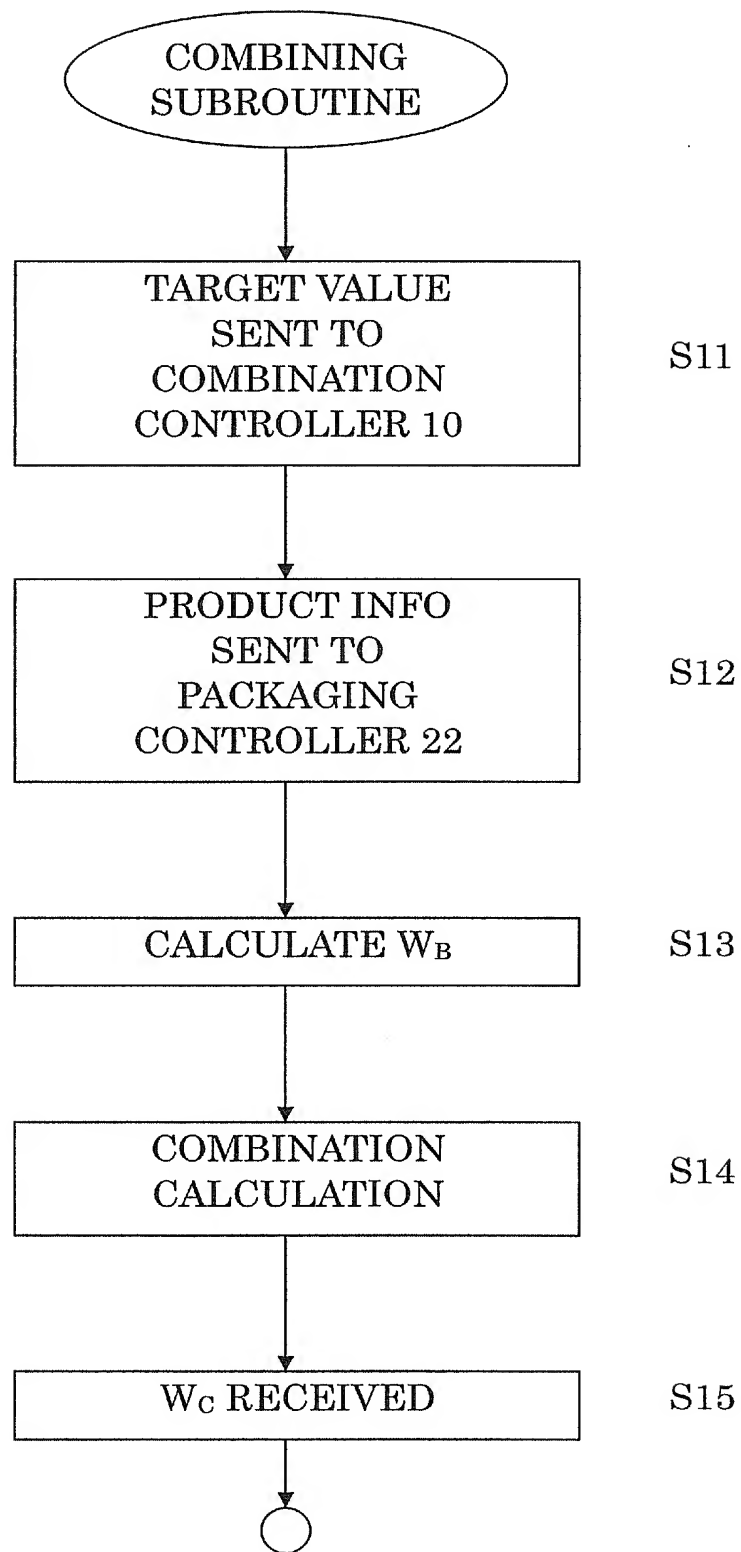 COMBINING
SUBROUTINE
TARGET VALUE
SENT TO
COMBINATION
CONTROLLER 10
S11
PRODUCT INFO
SENT TO
PACKAGING
CONTROLLER 22
S12
CALCULATE WB
S13
COMBINATION
CALCULATION
S14
WC RECEIVED
S15